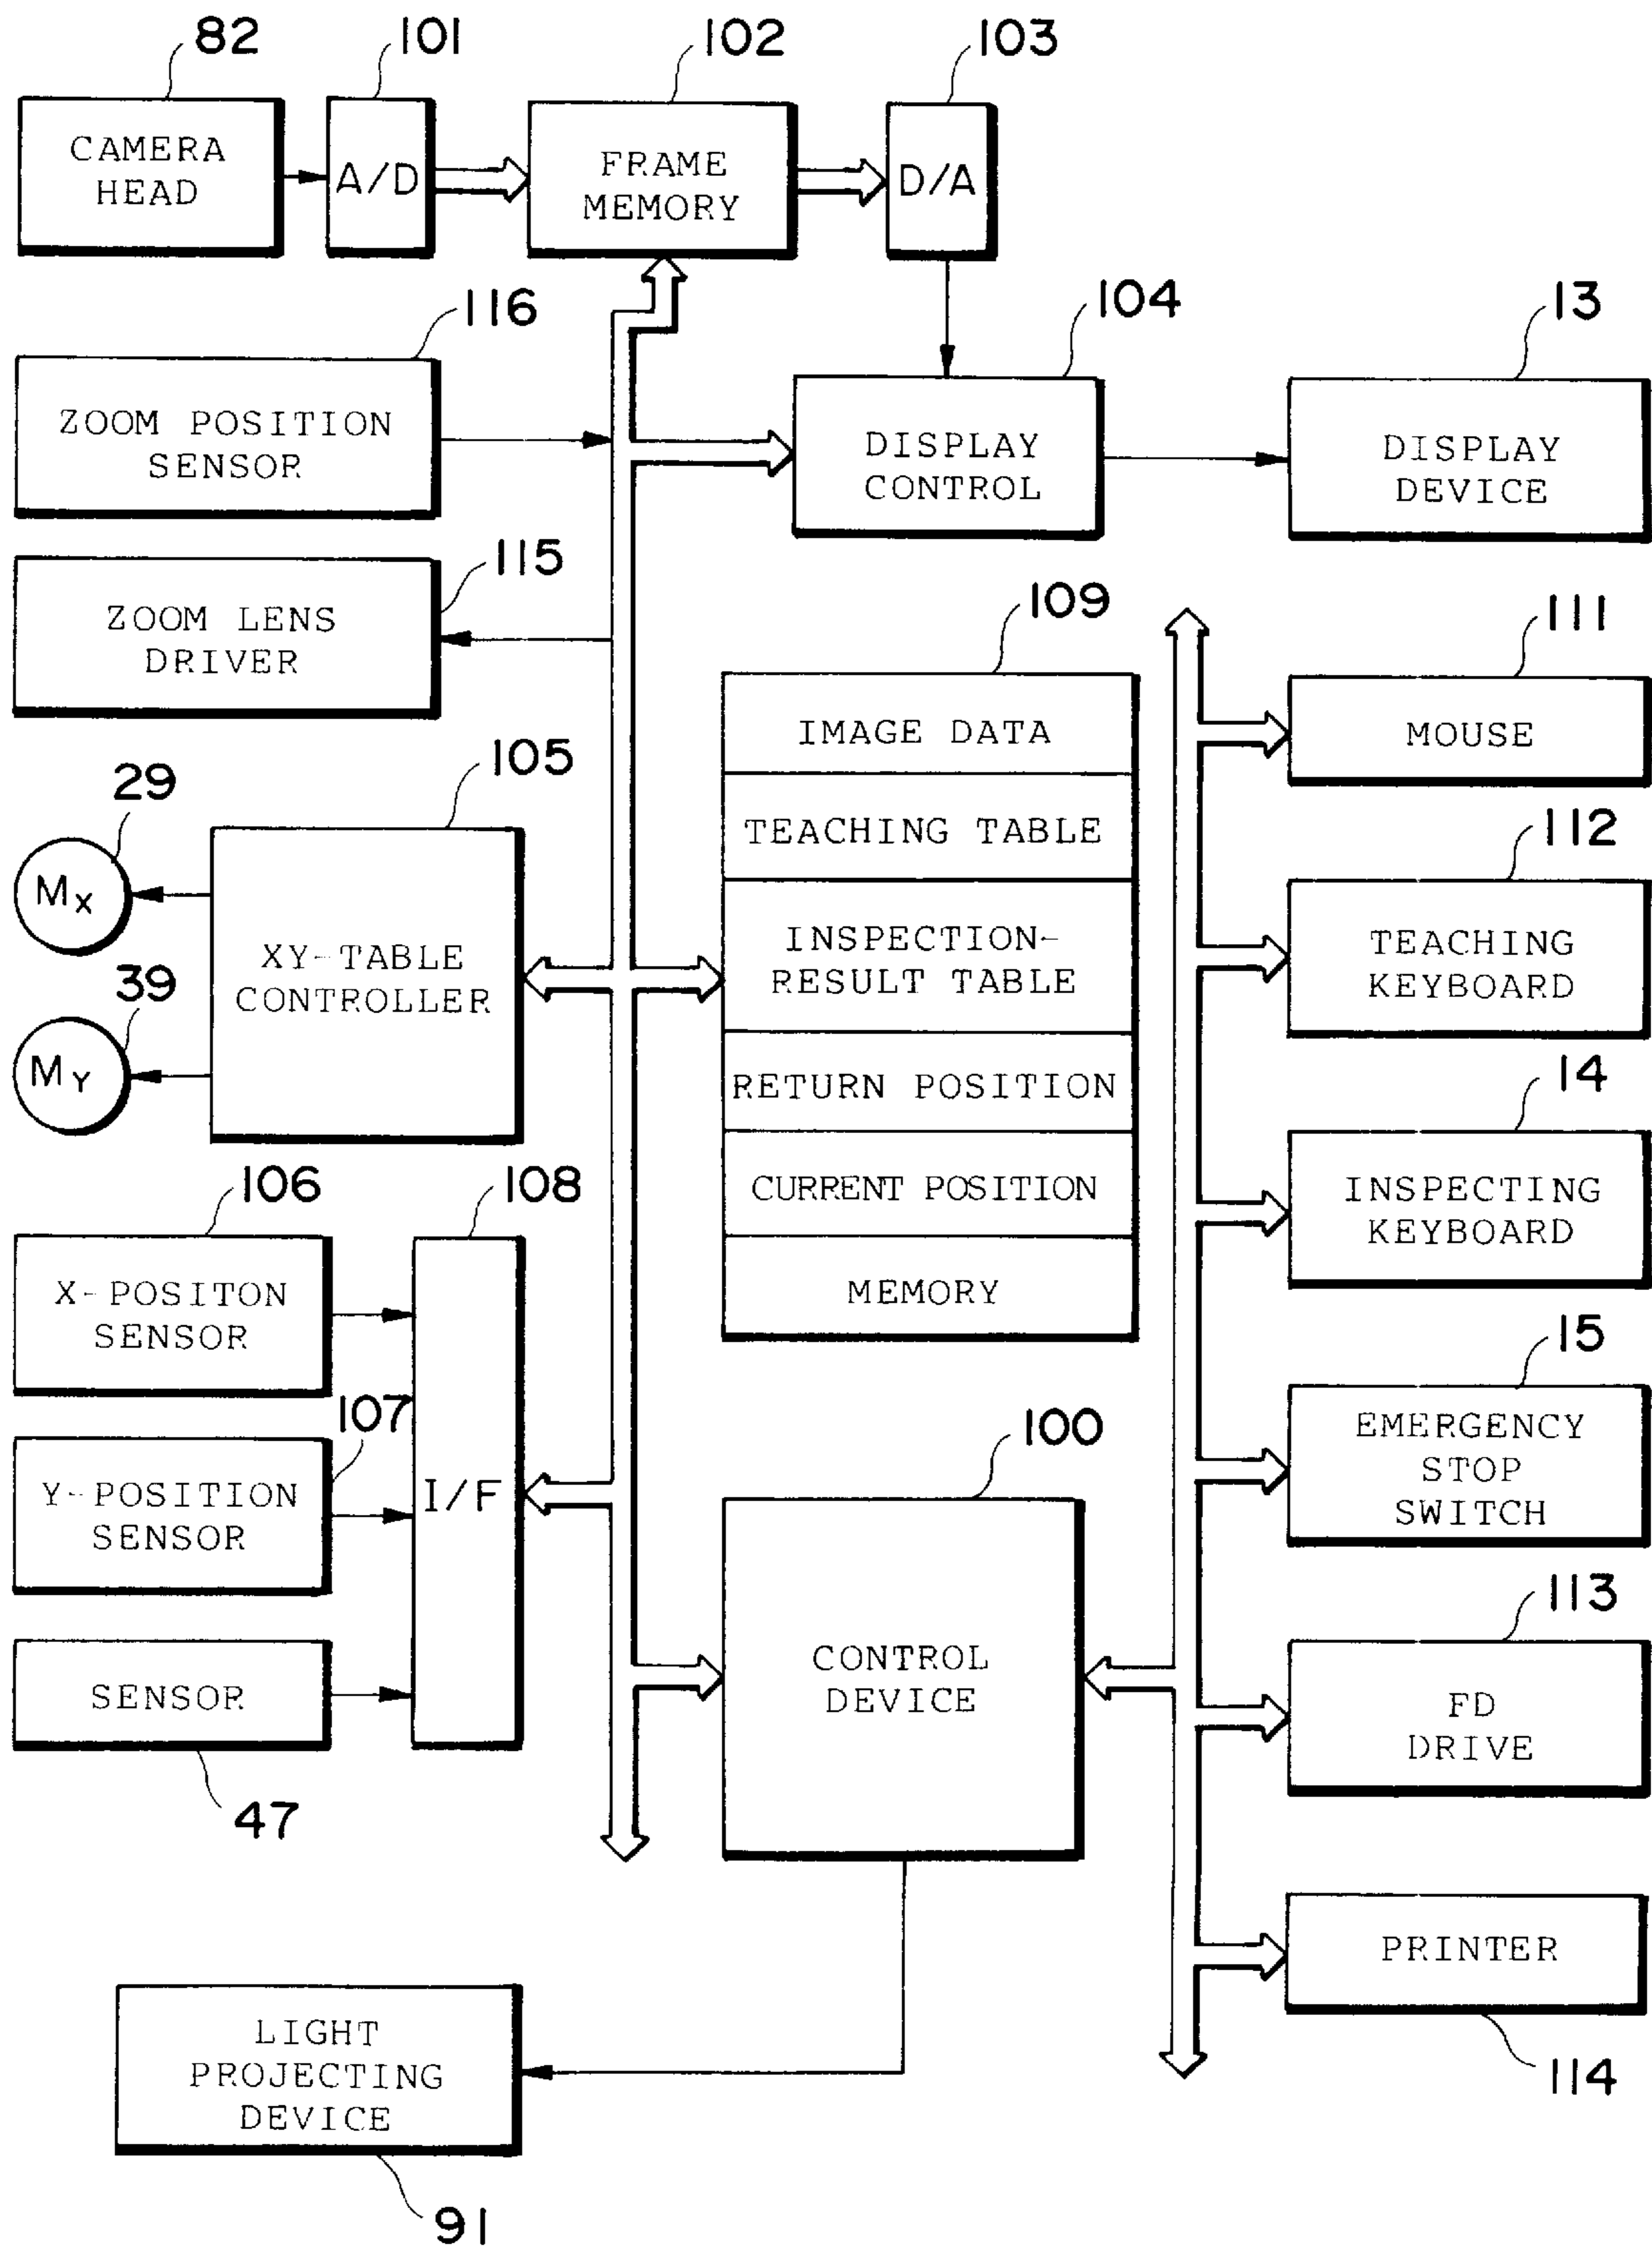 82
101
102
103
CAMERA
HEAD
A/D
FRAME
MEMORY
D/A
116
104
13
ZOOM POSITION
SENSOR
DISPLAY
CONTROL
DISPLAY
DEVICE
115
ZOOM LENS
DRIVER
109
111
IMAGE DATA
MOUSE
TEACHING TABLE
INSPECTION-
RESULT TABLE
RETURN POSITION
CURRENT POSITION
MEMORY
29
105
MX
39
MY
XY-TABLE
CONTROLLER
112
TEACHING
KEYBOARD
14
INSPECTING
KEYBOARD
106
108
X-POSITON
SENSOR
107
Y-POSITION
SENSOR
I/F
SENSOR
47
15
EMERGENCY
STOP
SWITCH
100
CONTROL
DEVICE
113
FD
DRIVE
PRINTER
114
LIGHT
PROJECTING
DEVICE
91